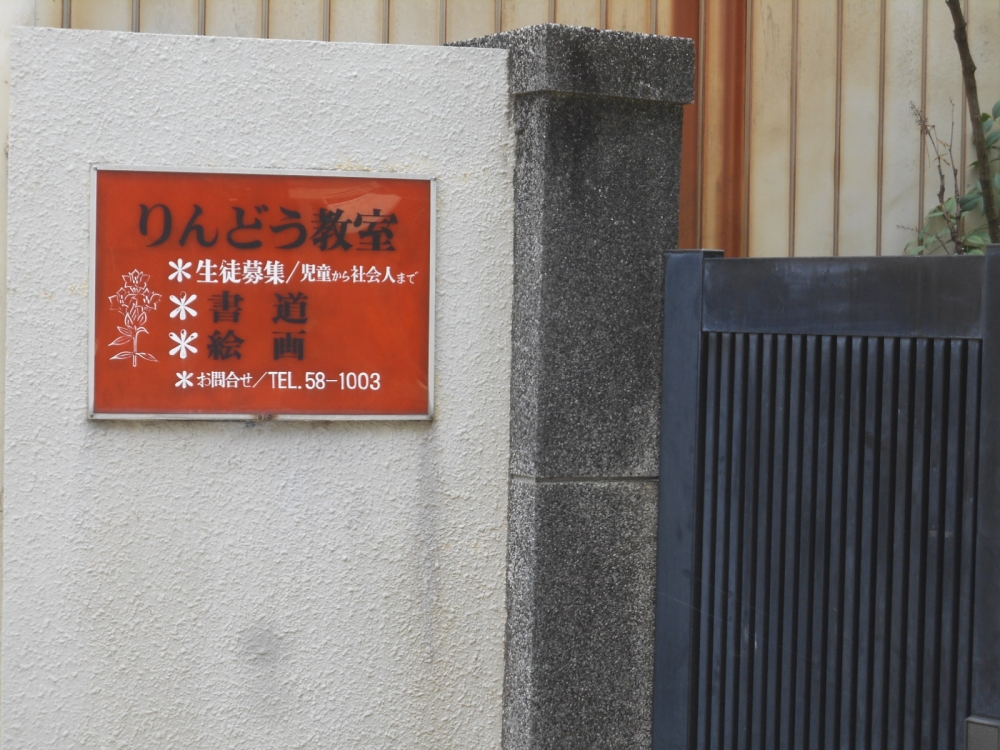 りんどう教室
＊生徒募集/児童から社会人まで
＊書道
＊絵画
＊お問合せ/TEL.58-1003